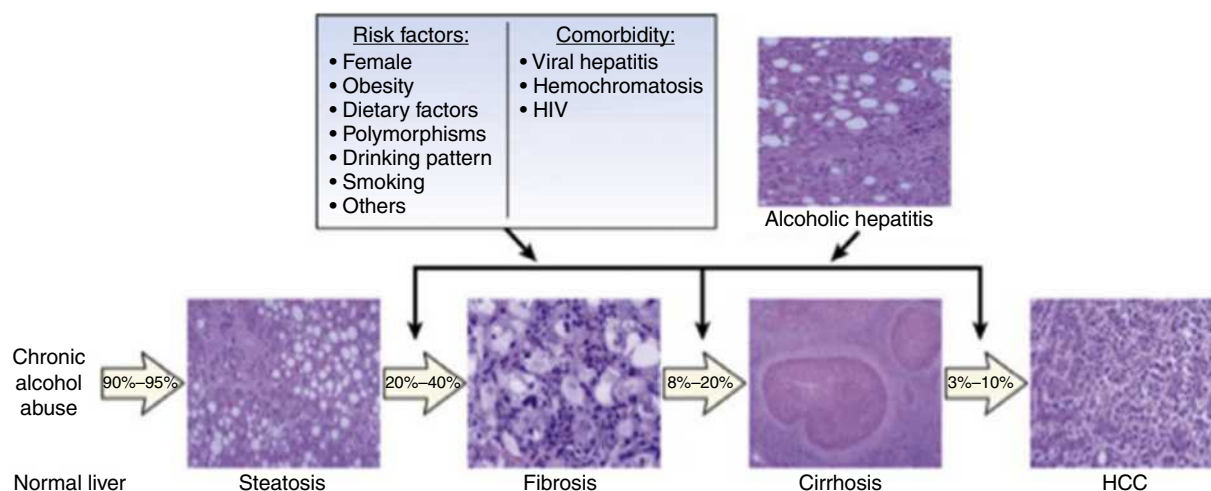 Risk factors:
• Female
• Obesity
• Dietary factors
• Polymorphisms
• Drinking pattern
• Smoking
• Others
Comorbidity:
• Viral hepatitis
• Hemochromatosis
• HIV
Alcoholic hepatitis
Chronic
alcohol
abuse
90%–95%
20%–40%
8%–20%
3%–10%
Normal liver
Steatosis
Fibrosis
Cirrhosis
HCC